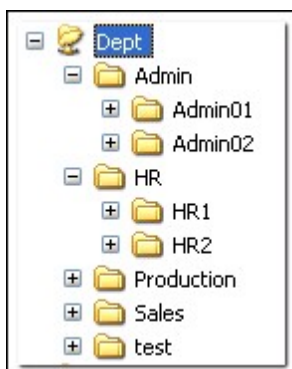 Dept
Admin
Admin01
Admin02
HR
HR1
HR2
Production
Sales
test